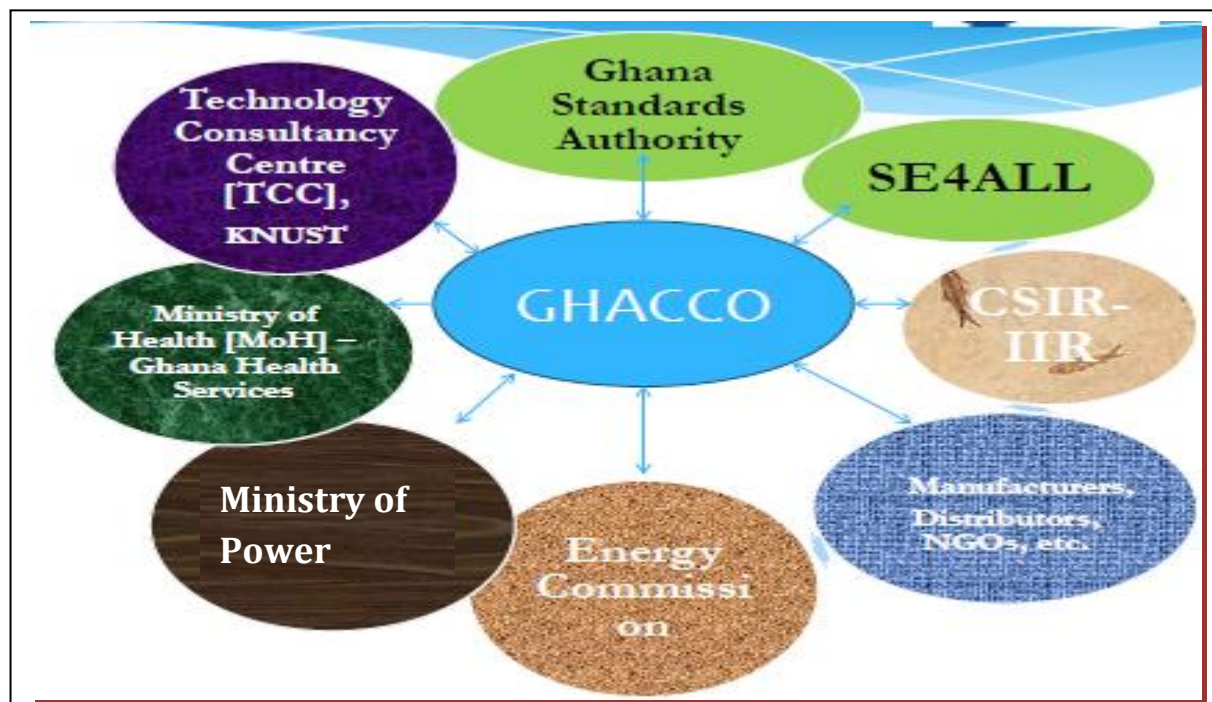 Ghana
Standards
Authority
Technology
Consultancy
Centre
[TCC],
KNUST
SE4ALL
GHACCO
CSIR-
IIR
Ministry of
Health [MoH] –
Ghana Health
Services
Manufacturers,
Distributors,
NGOs, etc.
Ministry of
Power
Energy
Commissi
on